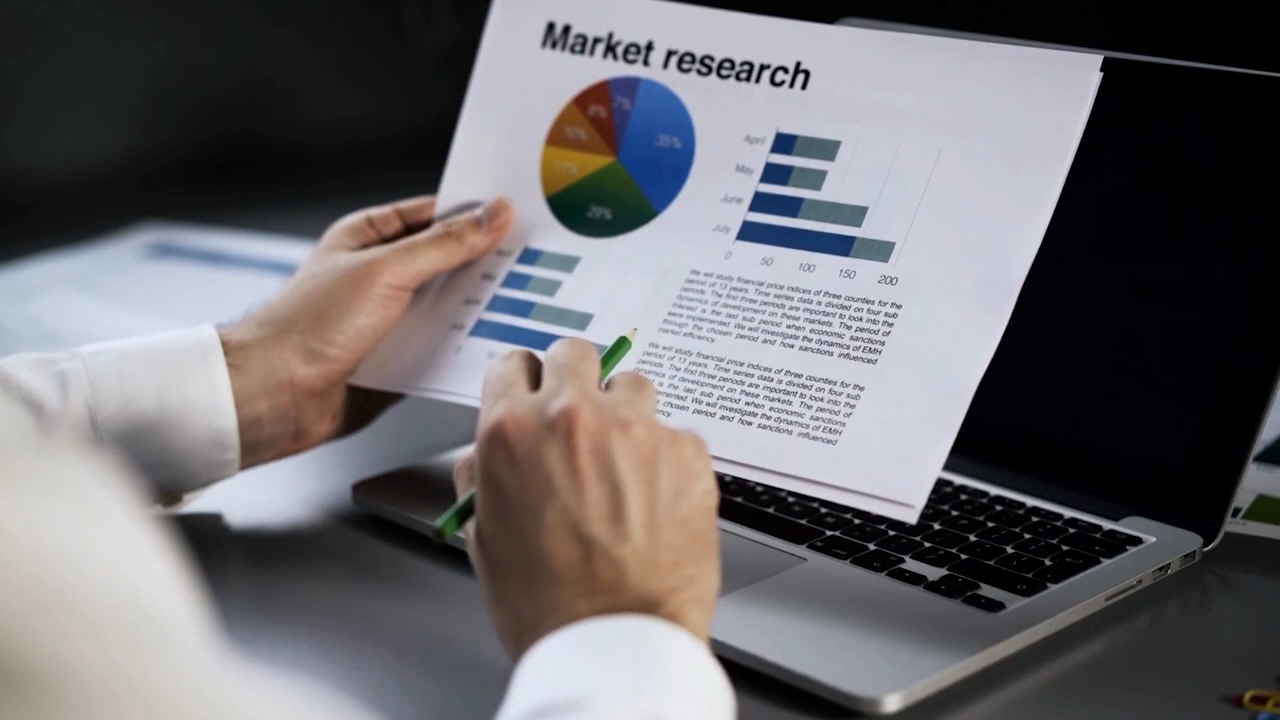 Market research
7%
35%
29%
April
May
June
July
0 50 100 150 200
We will study financial price indices of three counties for the
period of 13 years. Time series data is divided on four sub
periods. The first three periods are important to look into the
dynamics of development on these markets. The period of
interest is the last sub period when economic sanctions
were implemented. We will investigate the dynamics of EMH
through the chosen period and how sanctions influenced
market efficiency.
We will study financial price indices of three counties for the
period of 13 years. Time series data is divided on four sub
periods. The first three periods are important to look into the
dynamics of development on these markets. The period of
is the last sub period when economic sanctions
We will investigate the dynamics of EMH
chosen period and how sanctions influenced